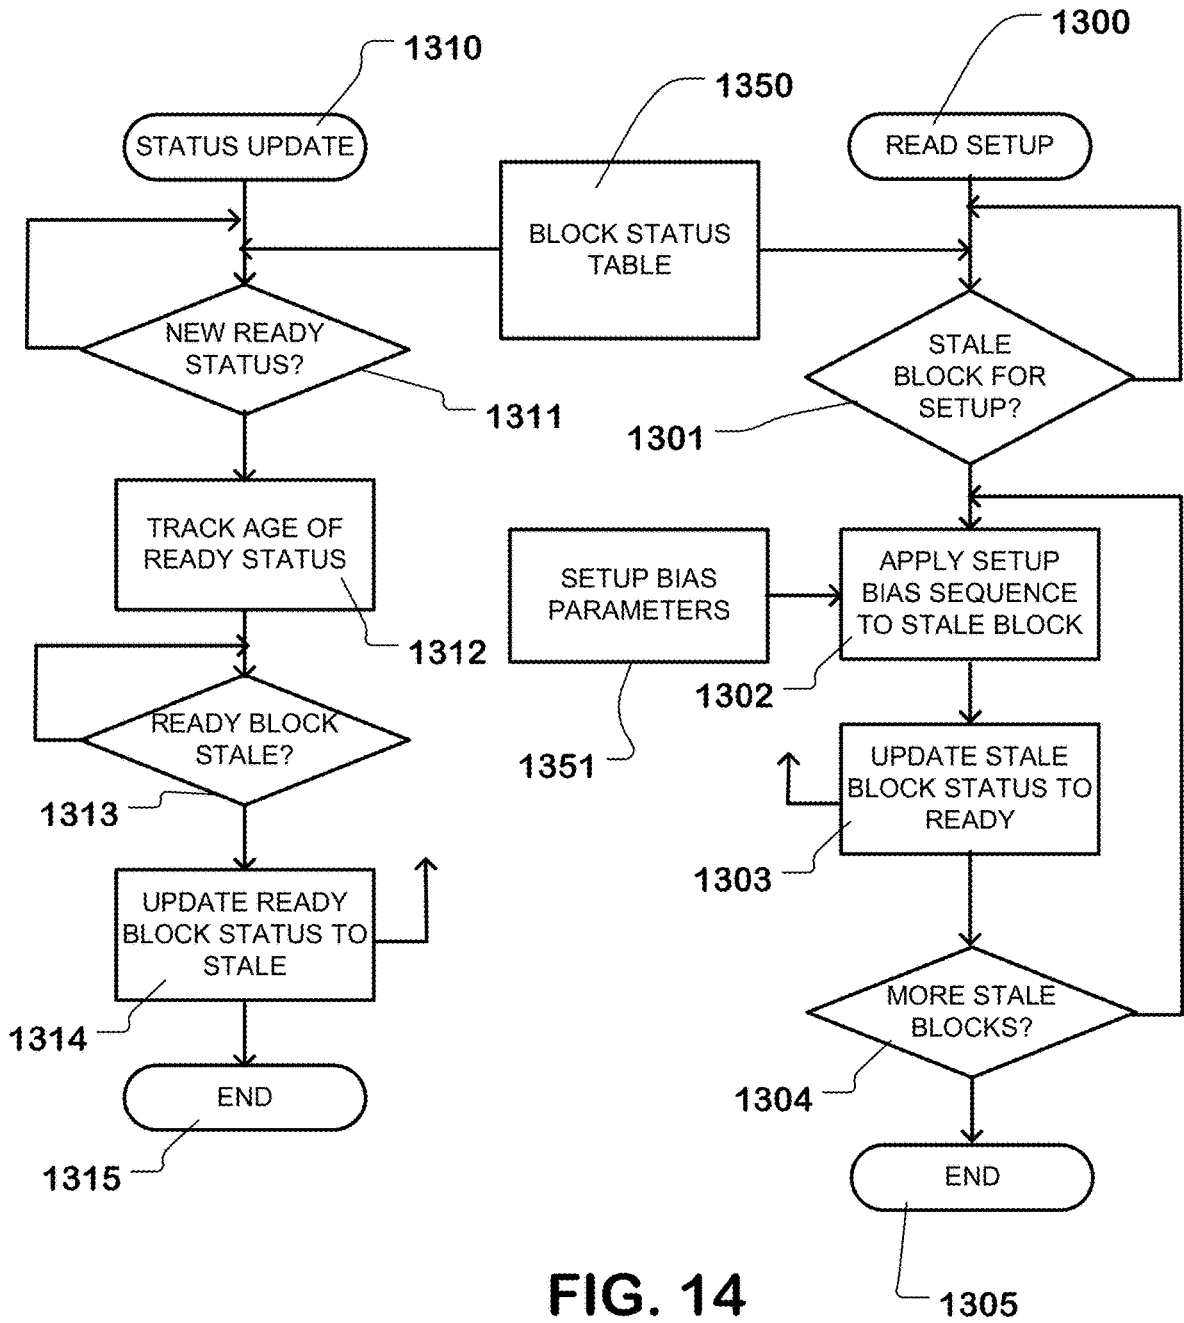 1310
STATUS UPDATE
1350
BLOCK STATUS
TABLE
1300
READ SETUP
NEW READY
STATUS?
1311
STALE
BLOCK FOR
SETUP?
1301
TRACK AGE OF
READY STATUS
1312
SETUP BIAS
PARAMETERS
1351
APPLY SETUP
BIAS SEQUENCE
TO STALE BLOCK
1302
READY BLOCK
STALE?
1313
UPDATE STALE
BLOCK STATUS TO
READY
1303
UPDATE READY
BLOCK STATUS TO
STALE
1314
MORE STALE
BLOCKS?
1304
END
1315
END
1305
FIG. 14